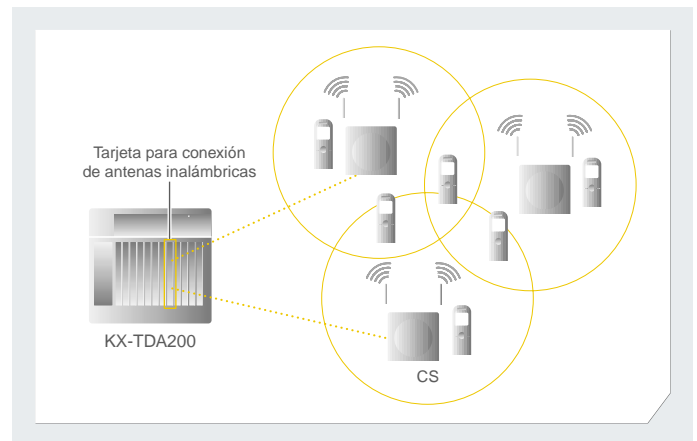 Tarjeta para conexión
de antenas inalámbricas
KX-TDA200
CS